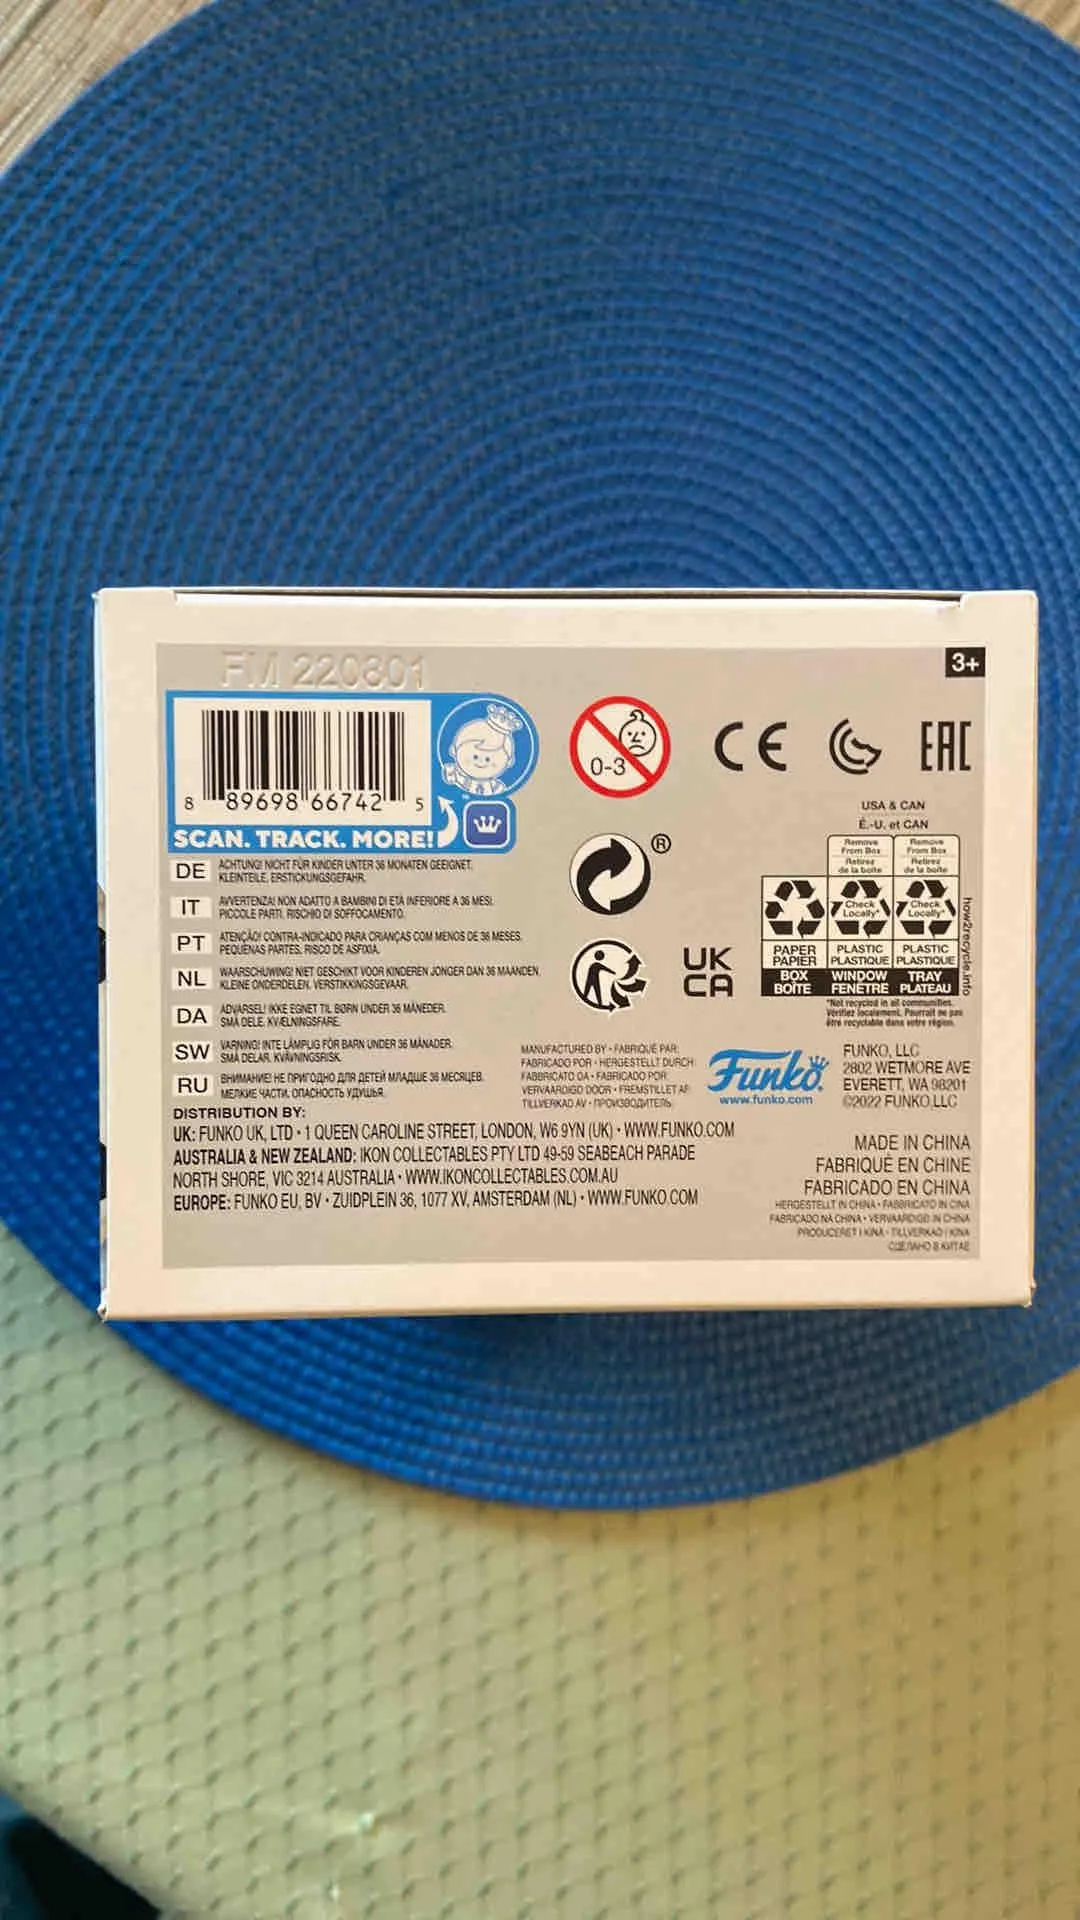 FM 220801
3+
8 89698 66742 5
SCAN. TRACK. MORE!
0-3
CE
EAC
DE ACHTUNG! NICHT FÜR KINDER UNTER 36 MONATEN GEEIGNET.
KLEINTEILE, ERSTICKUNGSGEFAHR.
IT AVVERTENZA! NON ADATTO A BAMBINI DI ETÀ INFERIORE A 36 MESI.
PICCOLE PARTI. RISCHIO DI SOFFOCAMENTO.
PT ATENÇÃO! CONTRA-INDICADO PARA CRIANÇAS COM MENOS DE 36 MESES.
PEQUENAS PARTES. RISCO DE ASFIXIA.
NL WAARSCHUWING! NIET GESCHIKT VOOR KINDEREN JONGER DAN 36 MAANDEN.
KLEINE ONDERDELEN. VERSTIKKINGSGEVAAR.
DA ADVARSEL! IKKE EGNET TIL BØRN UNDER 36 MÅNEDER.
SMÅ DELE. KVÆLNINGSFARE.
SW VARNING! INTE LÄMPLIG FÖR BARN UNDER 36 MÅNADER.
SMÅ DELAR. KVÄVNINGSRISK.
RU ВНИМАНИЕ! НЕ ПРИГОДНО ДЛЯ ДЕТЕЙ МЛАДШЕ 36 МЕСЯЦЕВ.
МЕЛКИЕ ЧАСТИ. ОПАСНОСТЬ УДУШЬЯ.
®
UK
CA
USA & CAN
É.-U. et CAN
Remove From Box
Retirez de la boîte
Remove From Box
Retirez de la boîte
Check Locally*
Check Locally*
PAPER PAPIER
PLASTIC PLASTIQUE
PLASTIC PLASTIQUE
BOX BOÎTE
WINDOW FENÊTRE
TRAY PLATEAU
how2recycle.info
*Not recycled in all communities.
Vérifiez localement. Pourrait ne pas
être recyclable dans votre région.
MANUFACTURED BY • FABRIQUÉ PAR:
FABRICADO POR • HERGESTELLT DURCH:
FABBRICATO DA • FABRICADO POR:
VERVAARDIGD DOOR • FREMSTILLET AF:
TILLVERKAD AV • ПРОИЗВОДИТЕЛЬ:
Funko®
www.funko.com
FUNKO, LLC
2802 WETMORE AVE
EVERETT, WA 98201
©2022 FUNKO,LLC
DISTRIBUTION BY:
UK: FUNKO UK, LTD • 1 QUEEN CAROLINE STREET, LONDON, W6 9YN (UK) • WWW.FUNKO.COM
AUSTRALIA & NEW ZEALAND: IKON COLLECTABLES PTY LTD 49-59 SEABEACH PARADE
NORTH SHORE, VIC 3214 AUSTRALIA • WWW.IKONCOLLECTABLES.COM.AU
EUROPE: FUNKO EU, BV • ZUIDPLEIN 36, 1077 XV, AMSTERDAM (NL) • WWW.FUNKO.COM
MADE IN CHINA
FABRIQUÉ EN CHINE
FABRICADO EN CHINA
HERGESTELLT IN CHINA • FABBRICATO IN CINA
FABRICADO NA CHINA • VERVAARDIGD IN CHINA
PRODUCERET I KINA • TILLVERKAD I KINA
СДЕЛАНО В КИТАЕ